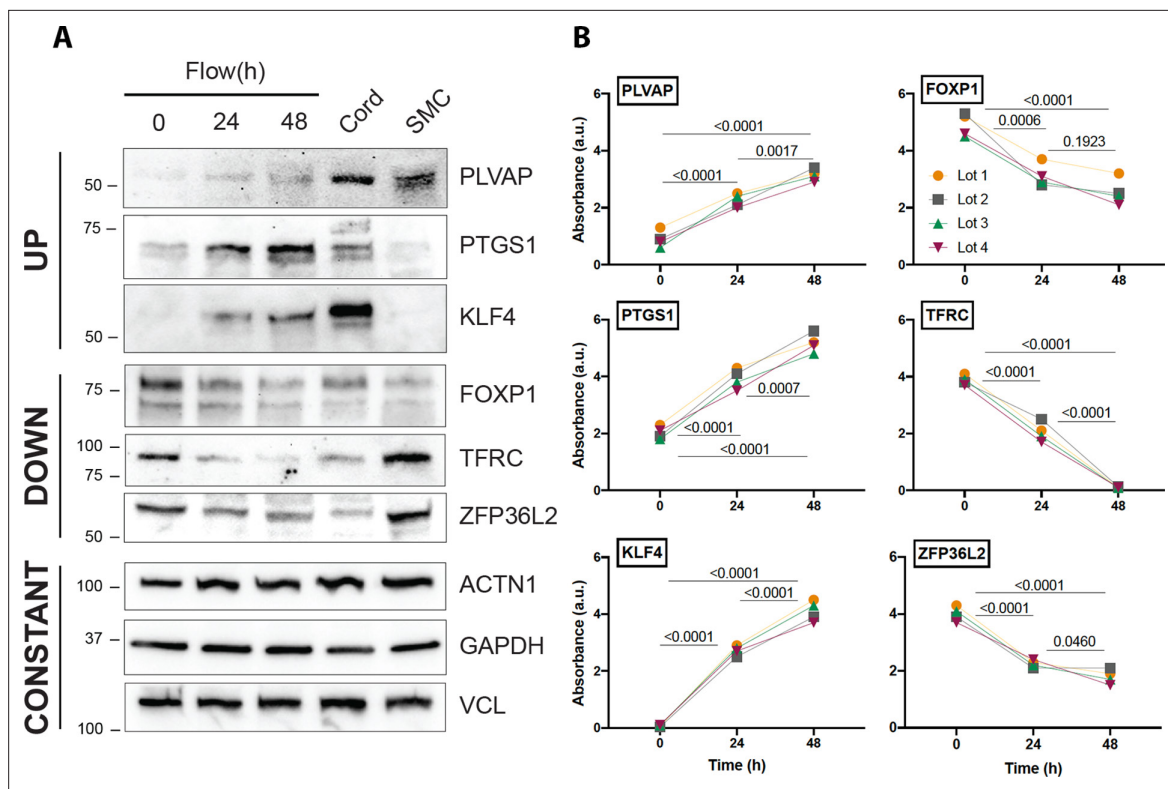 A
Flow(h)
0 24 48 Cord SMC
UP
50 – PLVAP
75 – PTGS1
50 – KLF4
DOWN
75 – FOXP1
100 –
75 – TFRC
50 – ZFP36L2
CONSTANT
100 – ACTN1
37 – GAPDH
100 – VCL
B
PLVAP
Absorbance (a.u.)
6
4
2
0
<0.0001
0.0017
<0.0001
0 24 48
FOXP1
6
4
2
0
<0.0001
0.0006
0.1923
Lot 1
Lot 2
Lot 3
Lot 4
0 24 48
PTGS1
Absorbance (a.u.)
6
4
2
0
0.0007
<0.0001
<0.0001
0 24 48
TFRC
6
4
2
0
<0.0001
<0.0001
<0.0001
0 24 48
KLF4
Absorbance (a.u.)
6
4
2
0
<0.0001
<0.0001
<0.0001
0 24 48
Time (h)
ZFP36L2
6
4
2
0
<0.0001
<0.0001
0.0460
0 24 48
Time (h)